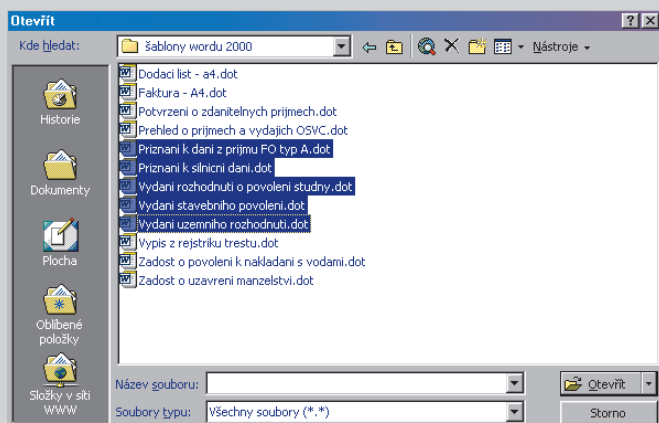 Otevřít
Kde hledat: šablony wordu 2000 Nástroje
Historie
Dokumenty
Plocha
Oblíbené
položky
Složky v síti
WWW
Dodaci list - a4.dot
Faktura - A4.dot
Potvrzeni o zdanitelnych prijmech.dot
Prehled o prijmech a vydajich OSVC.dot
Priznani k dani z prijmu FO typ A.dot
Priznani k silnicni dani.dot
Vydani rozhodnuti o povoleni studny.dot
Vydani stavebniho povoleni.dot
Vydani uzemniho rozhodnuti.dot
Vypis z rejstriku trestu.dot
Zadost o povoleni k nakladani s vodami.dot
Zadost o uzavreni manzelstvi.dot
Název souboru: Otevřít
Soubory typu: Všechny soubory (*.*) Storno